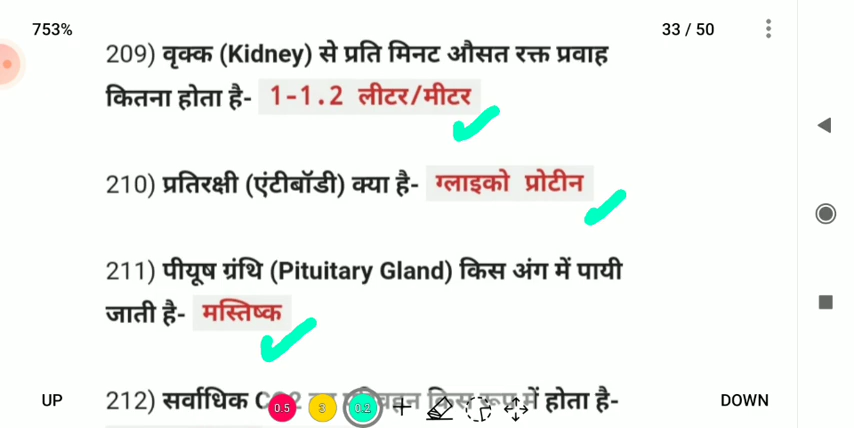 753%
33 / 50
209) वृक्क (Kidney) से प्रति मिनट औसत रक्त प्रवाह
कितना होता है- 1-1.2 लीटर/मीटर
210) प्रतिरक्षी (एंटीबॉडी) क्या है- ग्लाइको प्रोटीन
211) पीयूष ग्रंथि (Pituitary Gland) किस अंग में पायी
जाती है- मस्तिष्क
UP
212) सर्वाधिक किस रूप में होता है-
0.5 3 0.2
DOWN